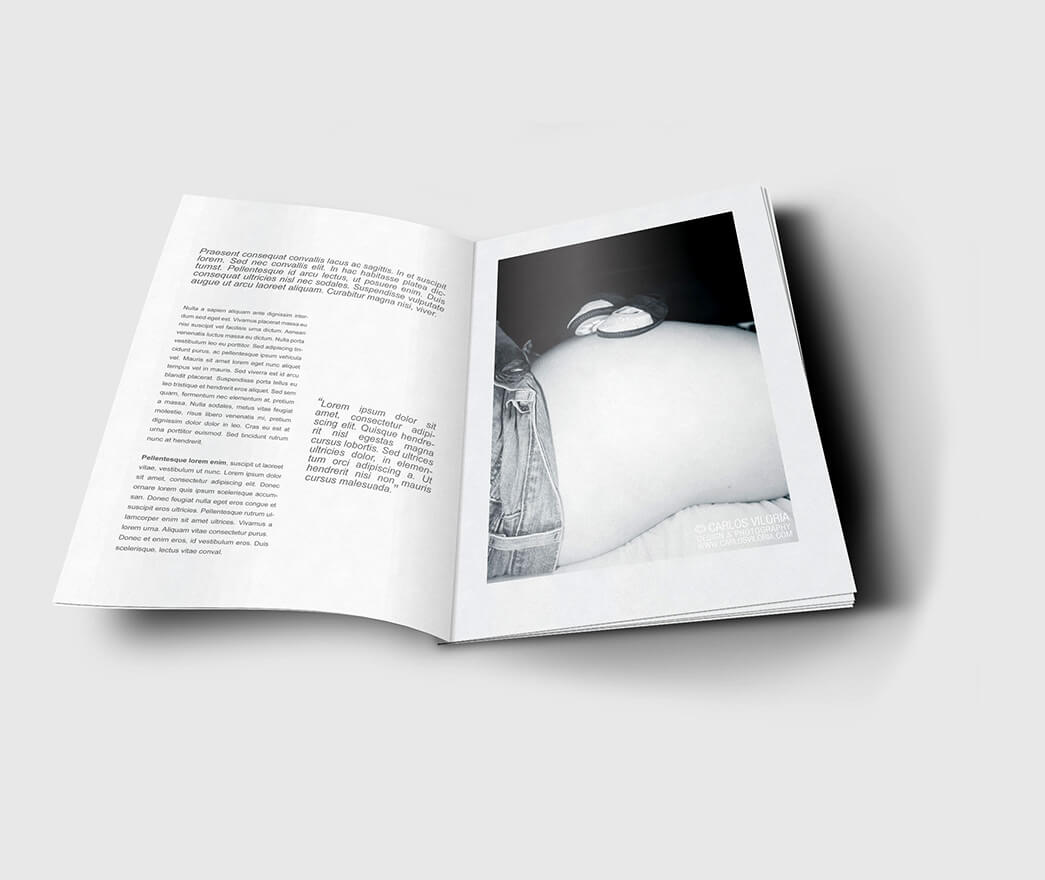 Praesent consequat convallis lacus ac sagittis. In et suscipit
lorem. Sed nec convallis elit. In hac habitasse platea dic-
tumst. Pellentesque id arcu lectus, ut posuere enim. Duis
consequat ultricies nisl nec sodales. Suspendisse vulputate
augue ut arcu laoreet aliquam. Curabitur magna nisi, viver.
Nulla a sapien aliquam ante dignissim inter-
dum sed eget est. Vivamus placerat massa eu
nisi suscipit vel facilisis urna dictum. Aenean
venenatis luctus massa eu dictum. Nulla porta
vestibulum leo eu porttitor. Sed adipiscing tin-
cidunt purus, ac pellentesque ipsum vehicula
vel. Mauris sit amet lorem eget nunc aliquet
tempus vel in mauris. Sed viverra est id arcu
blandit placerat. Suspendisse porta tellus eu
leo tristique et hendrerit eros aliquet. Sed sem
quam, fermentum nec elementum at, pretium
a massa. Nulla sodales, metus vitae feugiat
molestie, risus libero venenatis mi, pretium
dignissim dolor dolor in leo. Cras eu est at
urna porttitor euismod. Sed tincidunt rutrum
nunc at hendrerit.
Pellentesque lorem enim, suscipit ut laoreet
vitae, vestibulum ut nunc. Lorem ipsum dolor
sit amet, consectetur adipiscing elit. Donec
ornare lorem quis ipsum scelerisque accum-
san. Donec feugiat nulla eget eros congue et
suscipit eros ultricies. Pellentesque rutrum ul-
lamcorper enim sit amet ultrices. Vivamus a
lorem urna. Aliquam vitae consectetur purus.
Donec et enim eros, id vestibulum eros. Duis
scelerisque, lectus vitae conval.
“Lorem ipsum dolor sit
amet, consectetur adipi-
scing elit. Quisque hendre-
rit nisl egestas magna
cursus lobortis. Sed ultrices
ultricies dolor, in elemen-
tum orci adipiscing a. Ut
hendrerit nisi non mauris
cursus malesuada.„
© CARLOS VILORIA
DESIGN & PHOTOGRAPHY
WWW.CARLOSVILORIA.COM